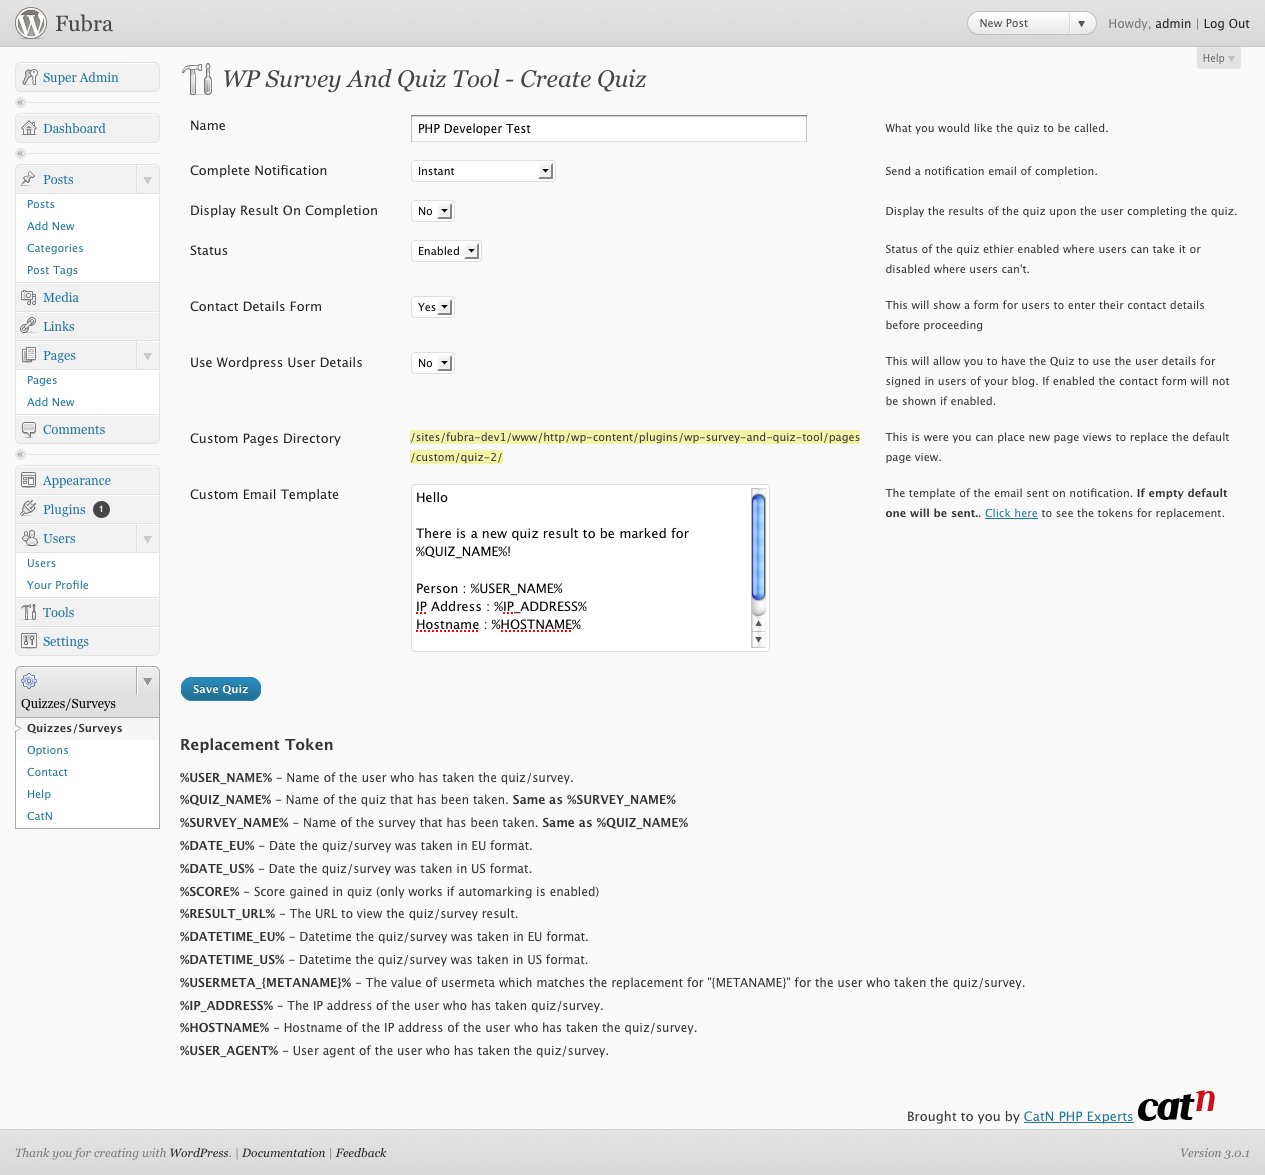 Fubra
New Post
Howdy, admin | Log Out
Help
Super Admin
Dashboard
Posts
Posts
Add New
Categories
Post Tags
Media
Links
Pages
Pages
Add New
Comments
Appearance
Plugins 1
Users
Users
Your Profile
Tools
Settings
Quizzes/Surveys
Quizzes/Surveys
Options
Contact
Help
CatN
WP Survey And Quiz Tool - Create Quiz
Name
PHP Developer Test
What you would like the quiz to be called.
Complete Notification
Instant
Send a notification email of completion.
Display Result On Completion
No
Display the results of the quiz upon the user completing the quiz.
Status
Enabled
Status of the quiz ethier enabled where users can take it or
disabled where users can't.
Contact Details Form
Yes
This will show a form for users to enter their contact details
before proceeding
Use Wordpress User Details
No
This will allow you to have the Quiz to use the user details for
signed in users of your blog. If enabled the contact form will not
be shown if enabled.
Custom Pages Directory
/sites/fubra-dev1/www/http/wp-content/plugins/wp-survey-and-quiz-tool/pages
/custom/quiz-2/
This is were you can place new page views to replace the default
page view.
Custom Email Template
Hello
There is a new quiz result to be marked for
%QUIZ_NAME%!
Person : %USER_NAME%
IP Address : %IP_ADDRESS%
Hostname : %HOSTNAME%
The template of the email sent on notification. If empty default
one will be sent.. Click here to see the tokens for replacement.
Save Quiz
Replacement Token
%USER_NAME% - Name of the user who has taken the quiz/survey.
%QUIZ_NAME% - Name of the quiz that has been taken. Same as %SURVEY_NAME%
%SURVEY_NAME% - Name of the survey that has been taken. Same as %QUIZ_NAME%
%DATE_EU% - Date the quiz/survey was taken in EU format.
%DATE_US% - Date the quiz/survey was taken in US format.
%SCORE% - Score gained in quiz (only works if automarking is enabled)
%RESULT_URL% - The URL to view the quiz/survey result.
%DATETIME_EU% - Datetime the quiz/survey was taken in EU format.
%DATETIME_US% - Datetime the quiz/survey was taken in US format.
%USERMETA_{METANAME}% - The value of usermeta which matches the replacement for "{METANAME}" for the user who taken the quiz/survey.
%IP_ADDRESS% - The IP address of the user who has taken quiz/survey.
%HOSTNAME% - Hostname of the IP address of the user who has taken the quiz/survey.
%USER_AGENT% - User agent of the user who has taken the quiz/survey.
Brought to you by CatN PHP Experts catn
Thank you for creating with WordPress. | Documentation | Feedback
Version 3.0.1